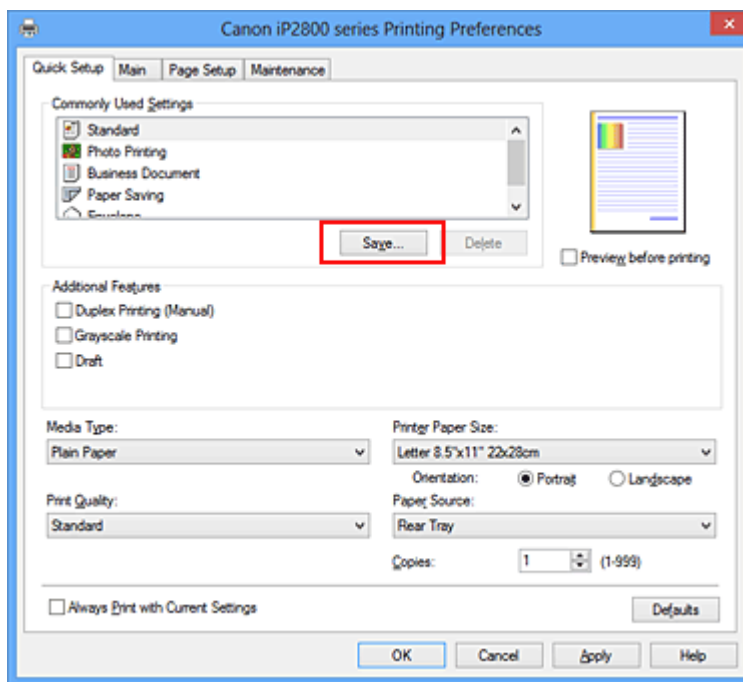 Canon iP2800 series Printing Preferences
Quick Setup Main Page Setup Maintenance
Commonly Used Settings
Standard
Photo Printing
Business Document
Paper Saving
Envelope
Save... Delete
Preview before printing
Additional Features
Duplex Printing (Manual)
Grayscale Printing
Draft
Media Type: Printer Paper Size:
Plain Paper Letter 8.5"x11" 22x28cm
Orientation: Portrait Landscape
Print Quality: Paper Source:
Standard Rear Tray
Copies: 1 (1-999)
Always Print with Current Settings Defaults
OK Cancel Apply Help